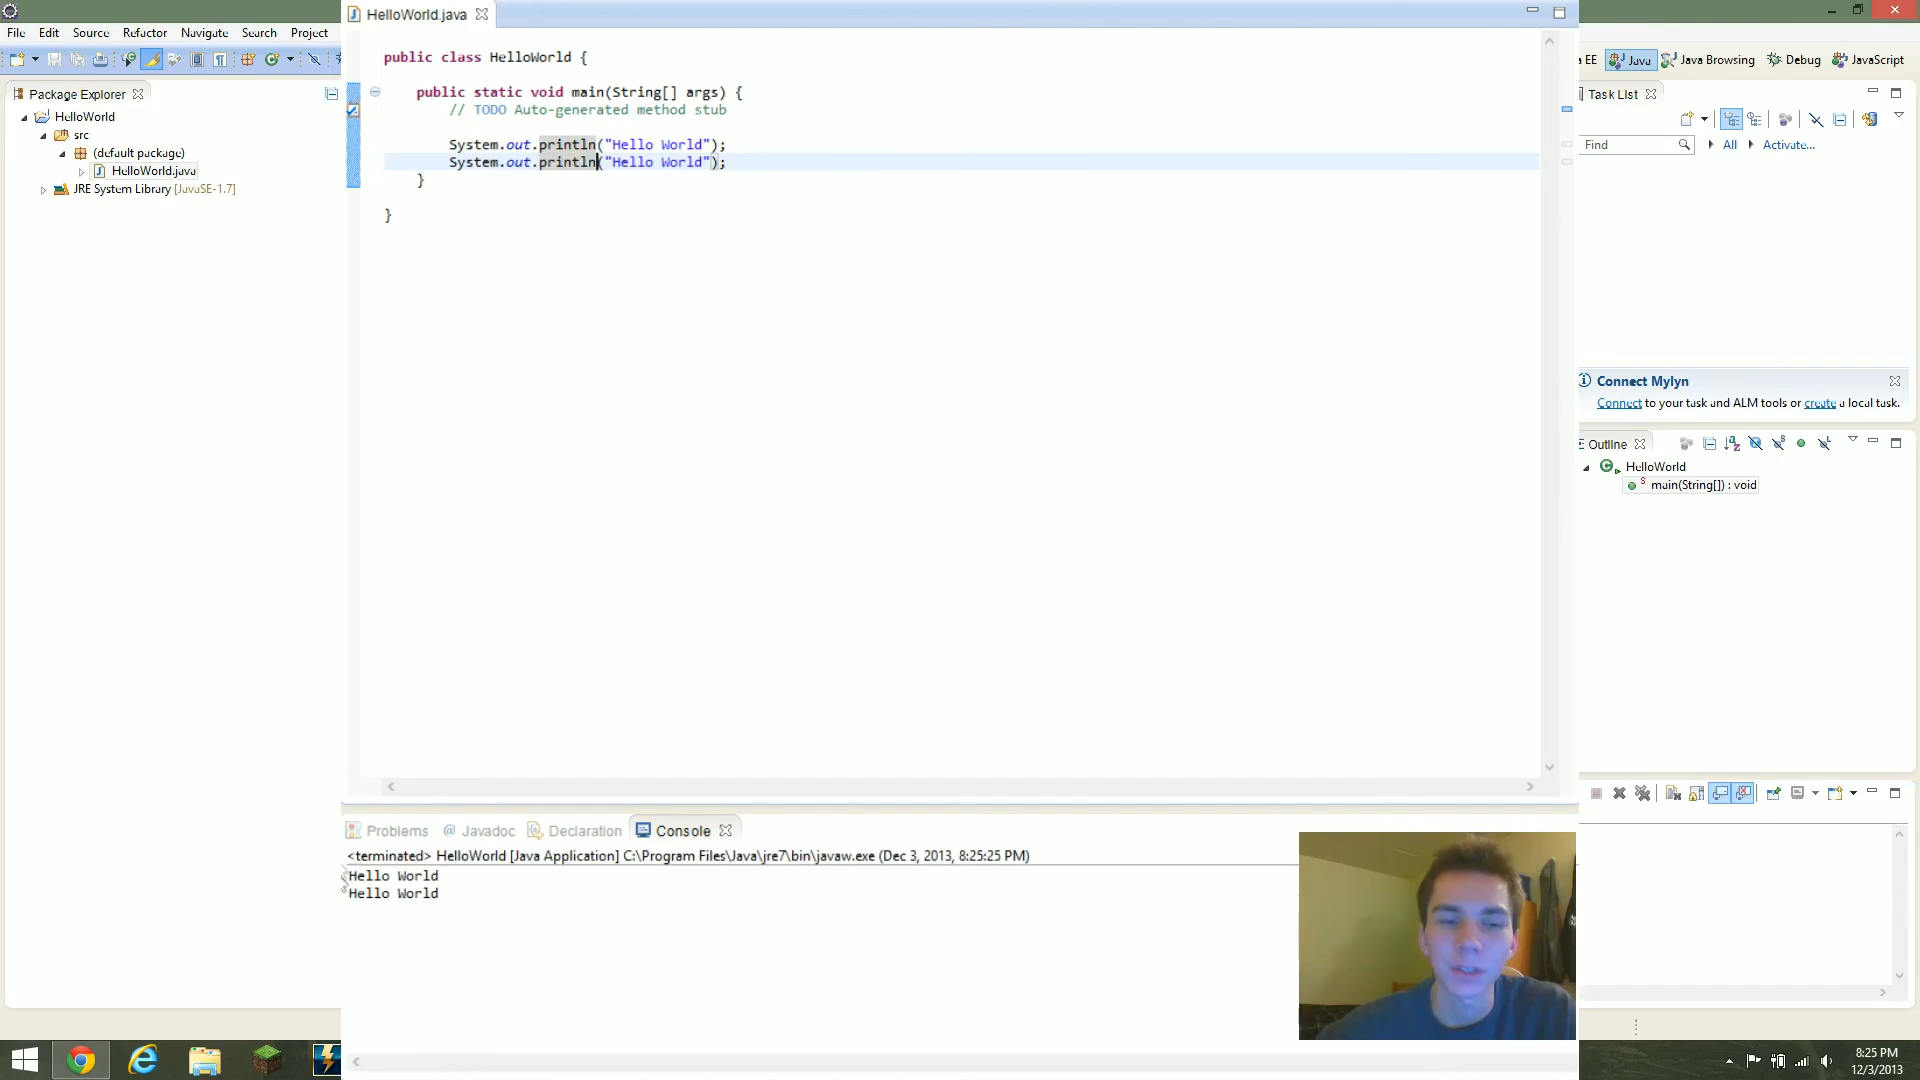 HelloWorld.java
File Edit Source Refactor Navigate Search Project
EE Java Java Browsing Debug JavaScript
Package Explorer
HelloWorld
src
(default package)
HelloWorld.java
JRE System Library [JavaSE-1.7]
public class HelloWorld {
public static void main(String[] args) {
// TODO Auto-generated method stub
System.out.println("Hello World");
System.out.println("Hello World");
}
}
Task List
Find All Activate...
Connect Mylyn
Connect to your task and ALM tools or create a local task.
Outline
HelloWorld
main(String[]) : void
Problems @ Javadoc Declaration Console
<terminated> HelloWorld [Java Application] C:\Program Files\Java\jre7\bin\javaw.exe (Dec 3, 2013, 8:25:25 PM)
Hello World
Hello World
8:25 PM
12/3/2013